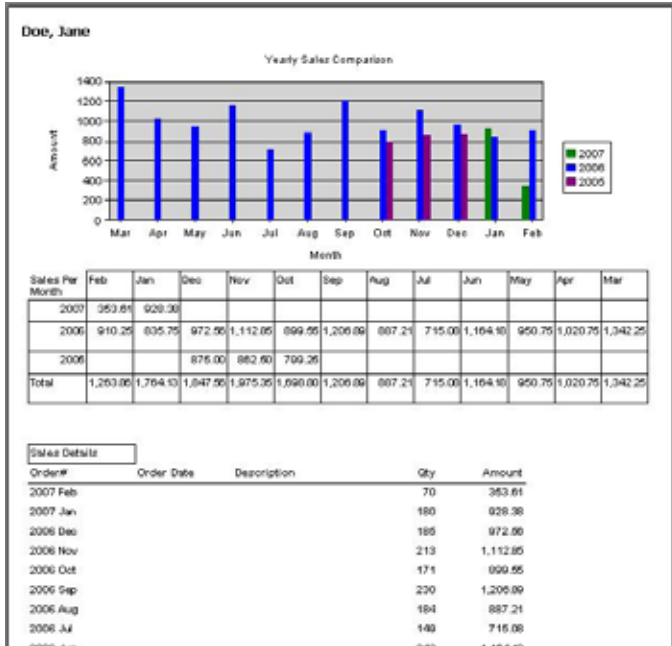 Doe, Jane
Yearly Sales Comparison
1400
1200
1000
800
600
400
200
0
Amount
Mar Apr May Jun Jul Aug Sep Oct Nov Dec Jan Feb
Month
2007
2006
2005
Sales Per Month Feb Jan Dec Nov Oct Sep Aug Jul Jun May Apr Mar
2007 353.61 928.38
2006 910.25 835.75 972.56 1,112.85 899.55 1,206.89 887.21 715.08 1,164.18 950.75 1,020.75 1,342.25
2005 875.00 862.50 799.25
Total 1,263.86 1,764.13 1,847.56 1,975.35 1,698.80 1,206.89 887.21 715.08 1,164.18 950.75 1,020.75 1,342.25
Sales Details
Order# Order Date Description Qty Amount
2007 Feb 70 353.61
2007 Jan 180 928.38
2006 Dec 185 972.56
2006 Nov 213 1,112.85
2006 Oct 171 899.55
2006 Sep 230 1,206.89
2006 Aug 184 887.21
2006 Jul 149 715.08